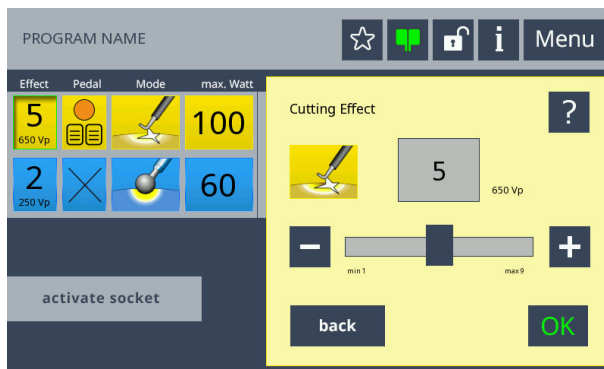 PROGRAM NAME
i
Menu
Effect Pedal Mode max. Watt
5
650 Vp
100
2
250 Vp
60
activate socket
Cutting Effect
?
5
650 Vp
−
+
min 1
max 9
back
OK